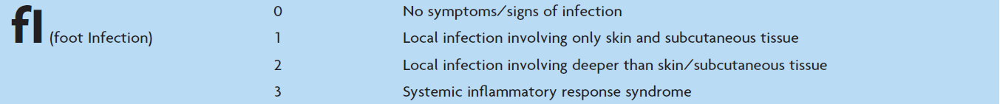 0 No symptoms/signs of infection
fI (foot Infection) 1 Local infection involving only skin and subcutaneous tissue
2 Local infection involving deeper than skin/subcutaneous tissue
3 Systemic inflammatory response syndrome